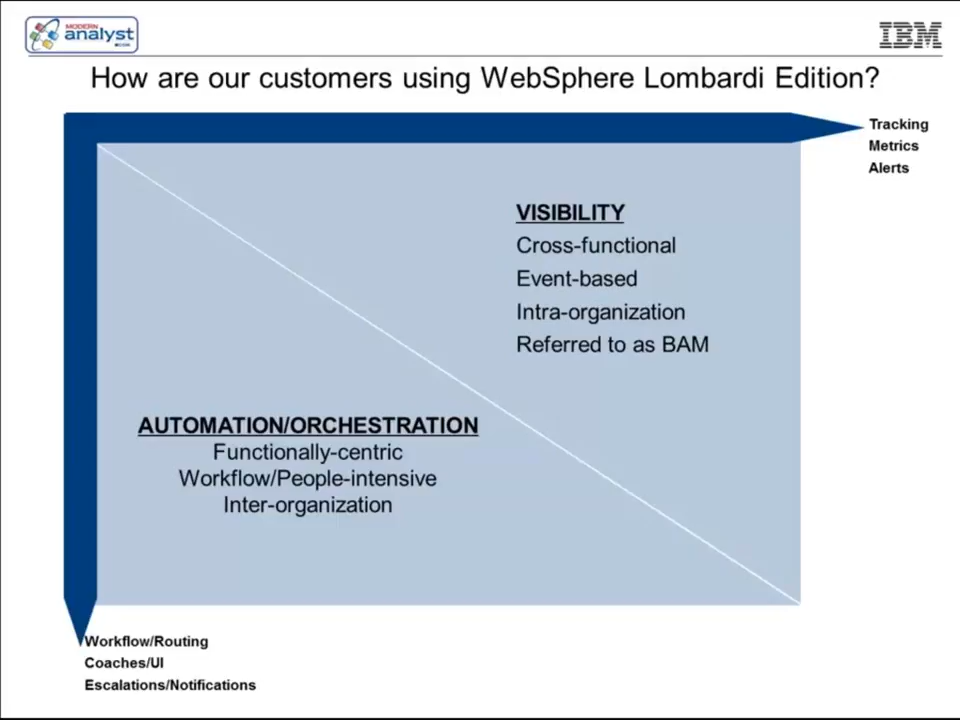 MODERN
analyst
.COM
IBM
How are our customers using WebSphere Lombardi Edition?
Tracking
Metrics
Alerts
VISIBILITY
Cross-functional
Event-based
Intra-organization
Referred to as BAM
AUTOMATION/ORCHESTRATION
Functionally-centric
Workflow/People-intensive
Inter-organization
Workflow/Routing
Coaches/UI
Escalations/Notifications